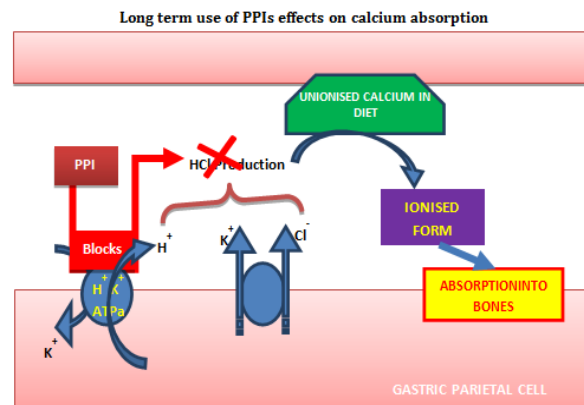 Long term use of PPIs effects on calcium absorption
UNIONISED CALCIUM IN
DIET
PPI
HCl Production
Blocks
H+
K+
Cl-
IONISED
FORM
H+ K+
ATPa
K+
ABSORPTIONINTO
BONES
GASTRIC PARIETAL CELL